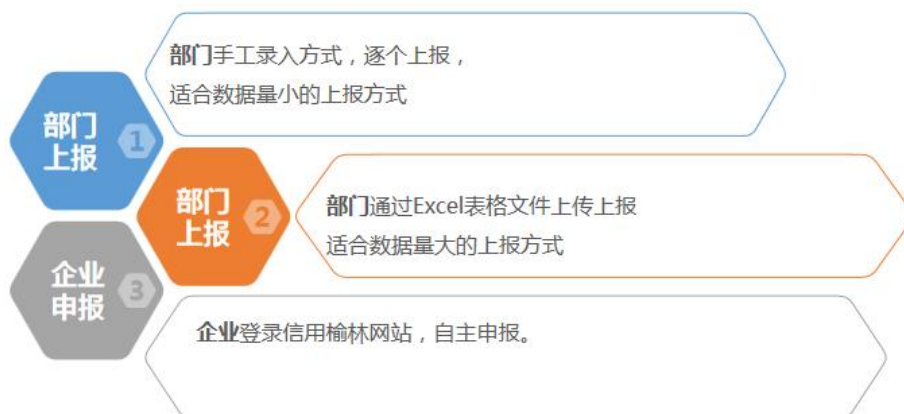 部门手工录入方式，逐个上报，
适合数据量小的上报方式
部门
上报
1
部门
上报
2
部门通过Excel表格文件上传上报
适合数据量大的上报方式
企业
申报
3
企业登录信用榆林网站，自主申报。